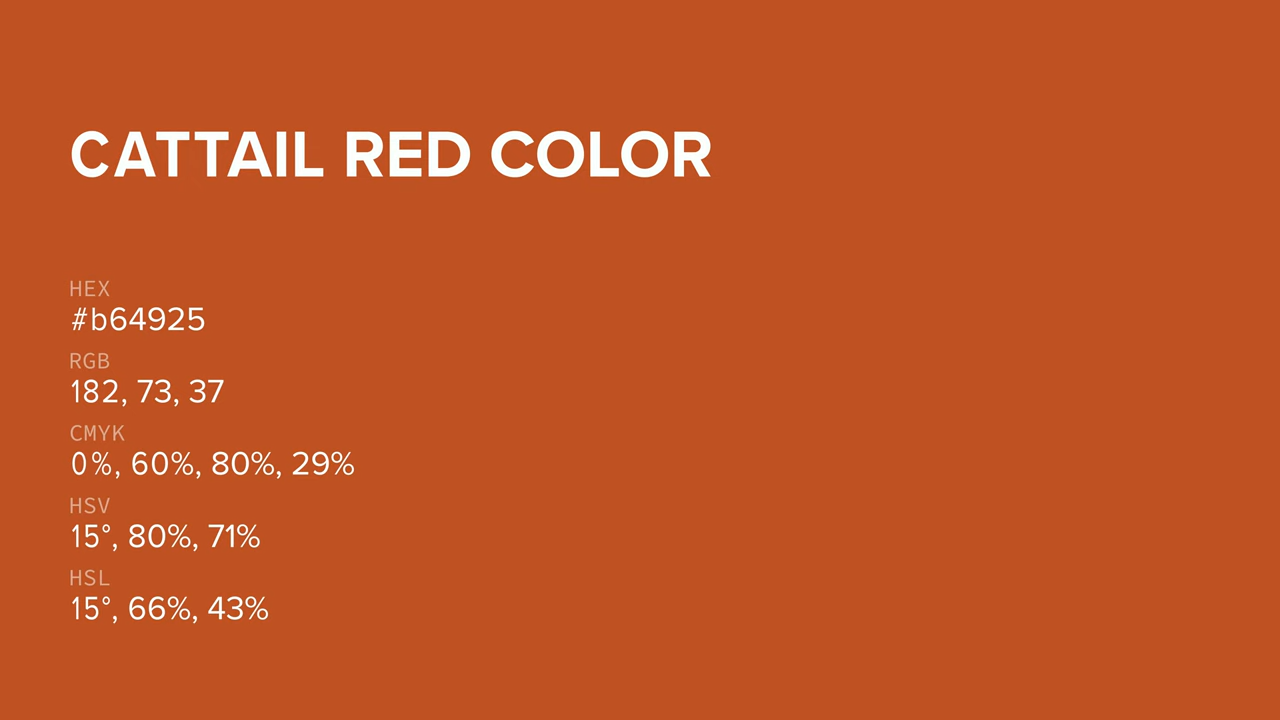 CATTAIL RED COLOR
HEX
#b64925
RGB
182, 73, 37
CMYK
0%, 60%, 80%, 29%
HSV
15°, 80%, 71%
HSL
15°, 66%, 43%